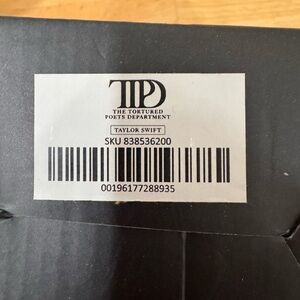 TTPD
THE TORTURED
POETS DEPARTMENT
TAYLOR SWIFT
SKU 838536200
00196177288935